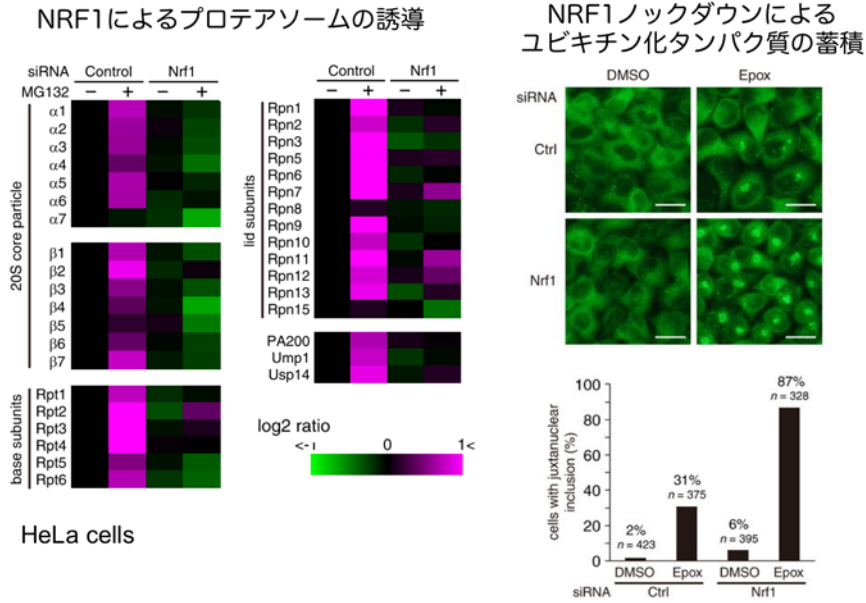 NRF1によるプロテアソームの誘導
siRNA Control Nrf1
MG132 − + − +
20S core particle
α1
α2
α3
α4
α5
α6
α7
β1
β2
β3
β4
β5
β6
β7
base subunits
Rpt1
Rpt2
Rpt3
Rpt4
Rpt5
Rpt6
HeLa cells
Control Nrf1
− + − +
lid subunits
Rpn1
Rpn2
Rpn3
Rpn5
Rpn6
Rpn7
Rpn8
Rpn9
Rpn10
Rpn11
Rpn12
Rpn13
Rpn15
PA200
Ump1
Usp14
log2 ratio
<-1 0 1<
NRF1ノックダウンによる
ユビキチン化タンパク質の蓄積
DMSO Epox
siRNA
Ctrl
Nrf1
cells with juxtanuclear
inclusion (%)
100
80
60
40
20
0
2%
n = 423
31%
n = 375
6%
n = 395
87%
n = 328
DMSO Epox DMSO Epox
siRNA Ctrl Nrf1